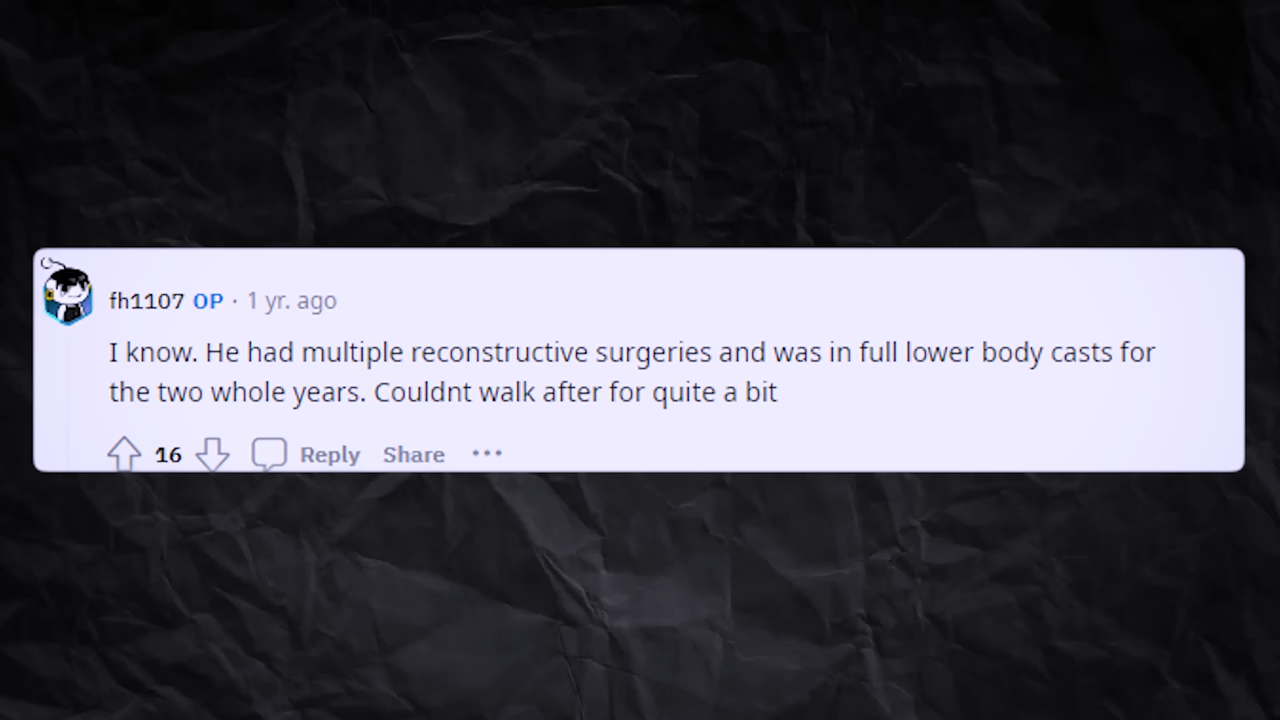 fh1107 OP · 1 yr. ago
I know. He had multiple reconstructive surgeries and was in full lower body casts for
the two whole years. Couldnt walk after for quite a bit
16 Reply Share ···